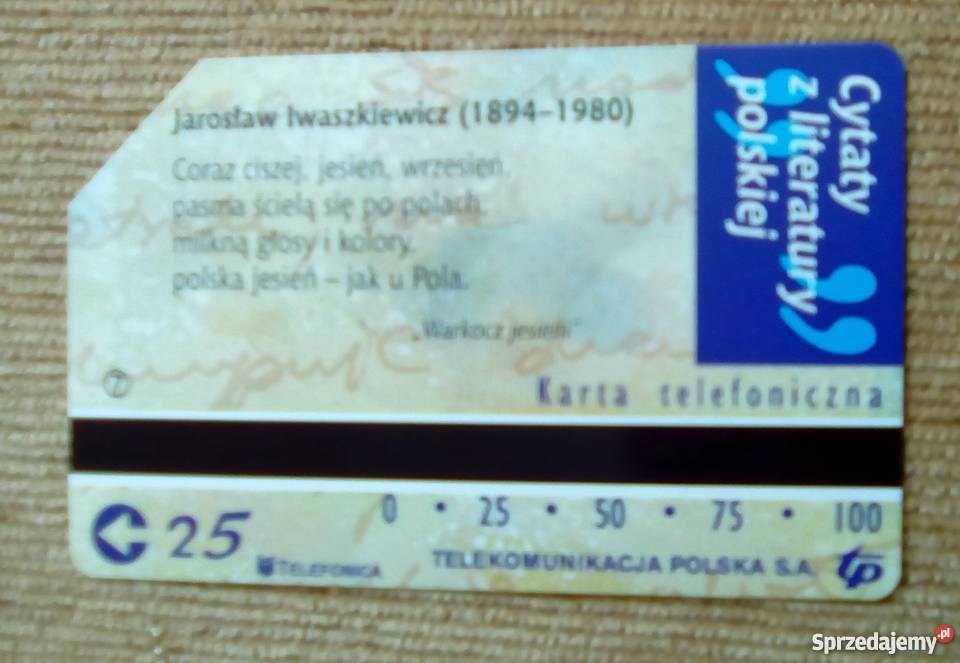 Jarosław Iwaszkiewicz (1894–1980)
Coraz ciszej, jesień, wrzesień,
pasma ścielą się po polach,
milkną głosy i kolory,
polska jesień – jak u Pola.
„Warkocz jesieni”
Cytaty
z literatury
polskiej
7
Karta telefoniczna
0 • 25 • 50 • 75 • 100
25
TELEFONICA
TELEKOMUNIKACJA POLSKA S.A.
tp
Sprzedajemy.pl